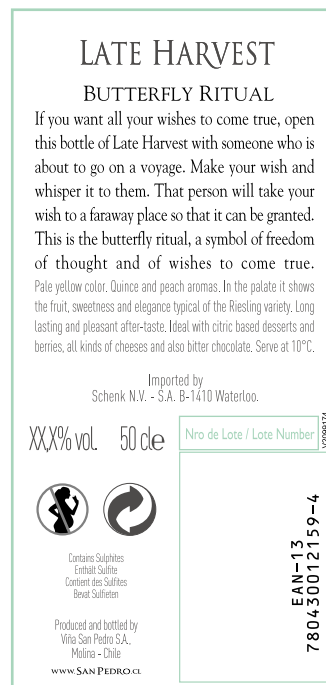 LATE HARVEST
BUTTERFLY RITUAL
If you want all your wishes to come true, open
this bottle of Late Harvest with someone who is
about to go on a voyage. Make your wish and
whisper it to them. That person will take your
wish to a faraway place so that it can be granted.
This is the butterfly ritual, a symbol of freedom
of thought and of wishes to come true.
Pale yellow color. Quince and peach aromas. In the palate it shows
the fruit, sweetness and elegance typical of the Riesling variety. Long
lasting and pleasant after-taste. Ideal with citric based desserts and
berries, all kinds of cheeses and also bitter chocolate. Serve at 10°C.
Imported by
Schenk N.V. - S.A. B-1410 Waterloo.
XX,X% vol. 50 cl e
Nro de Lote / Lote Number
V2099174
Contains Sulphites
Enthält Sulfite
Contient des Sulfites
Bevat Sulfieten
Produced and bottled by
Viña San Pedro S.A.,
Molina - Chile
www.SANPEDRO.CL
EAN-13
780430012159-4